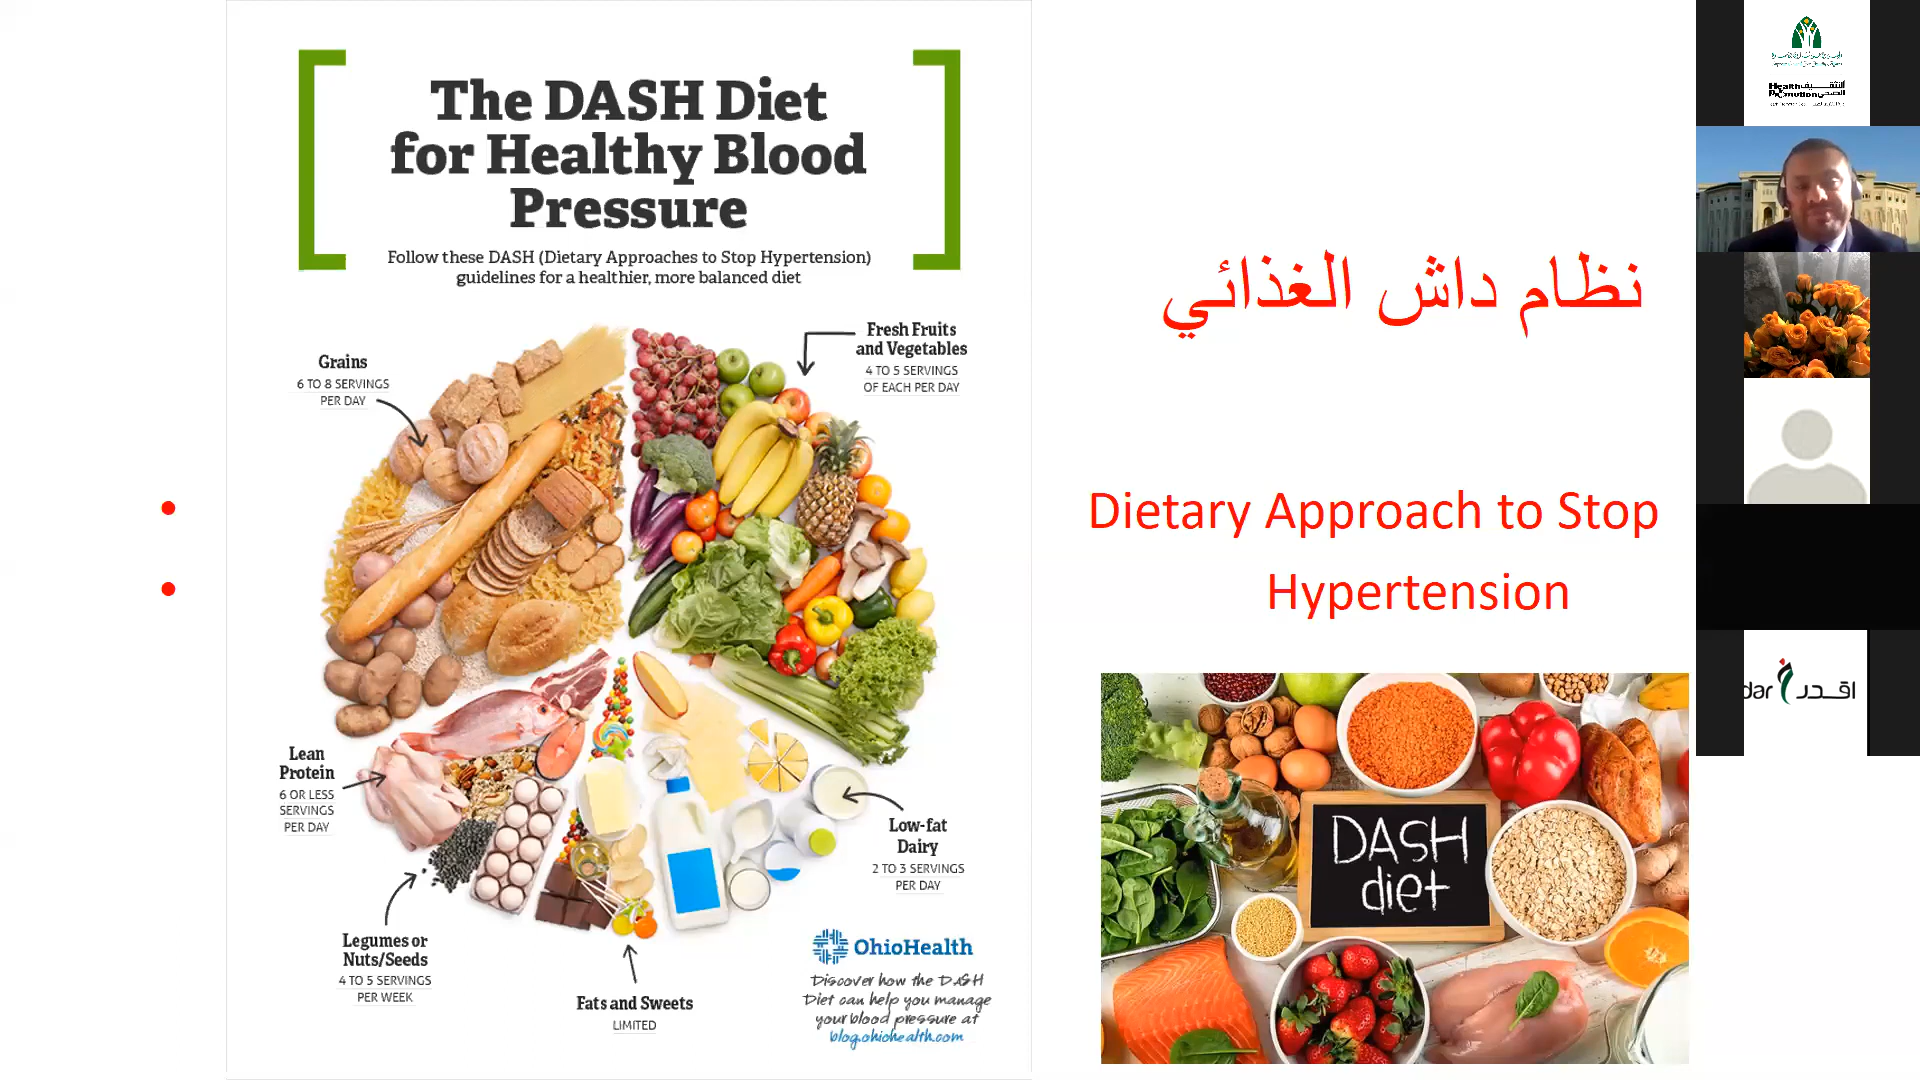 The DASH Diet
for Healthy Blood
Pressure
Follow these DASH (Dietary Approaches to Stop Hypertension)
guidelines for a healthier, more balanced diet
Grains
6 TO 8 SERVINGS
PER DAY
Fresh Fruits
and Vegetables
4 TO 5 SERVINGS
OF EACH PER DAY
Lean
Protein
6 OR LESS
SERVINGS
PER DAY
Low-fat
Dairy
2 TO 3 SERVINGS
PER DAY
Legumes or
Nuts/Seeds
4 TO 5 SERVINGS
PER WEEK
Fats and Sweets
LIMITED
OhioHealth
Discover how the DASH
Diet can help you manage
your blood pressure at
blog.ohiohealth.com
نظام داش الغذائي
Dietary Approach to Stop
Hypertension
DASH
diet
Health التثقيف
Promotion الصحي
dar اقدر